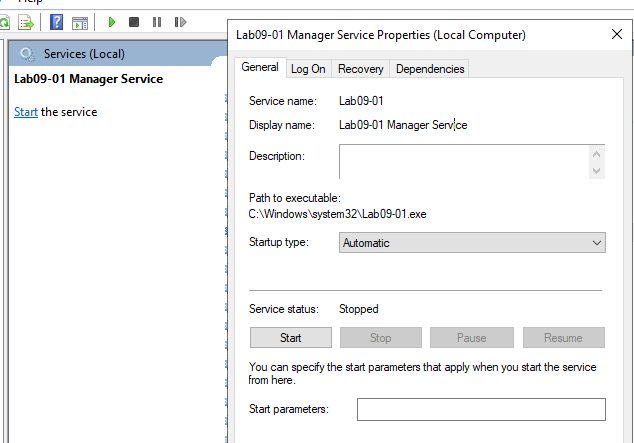 Services (Local)
Lab09-01 Manager Service
Start the service
Lab09-01 Manager Service Properties (Local Computer)
General Log On Recovery Dependencies
Service name: Lab09-01
Display name: Lab09-01 Manager Service
Description:
Path to executable:
C:\Windows\system32\Lab09-01.exe
Startup type: Automatic
Service status: Stopped
Start Stop Pause Resume
You can specify the start parameters that apply when you start the service
from here.
Start parameters: